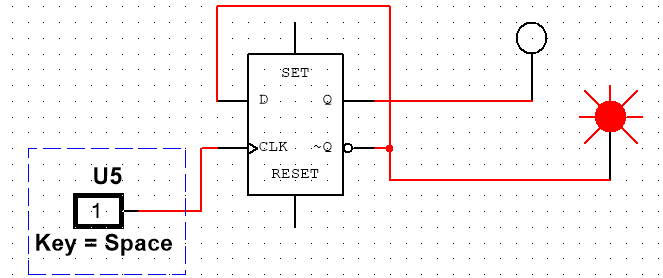 SET
D Q
CLK ~Q
RESET
U5
1
Key = Space